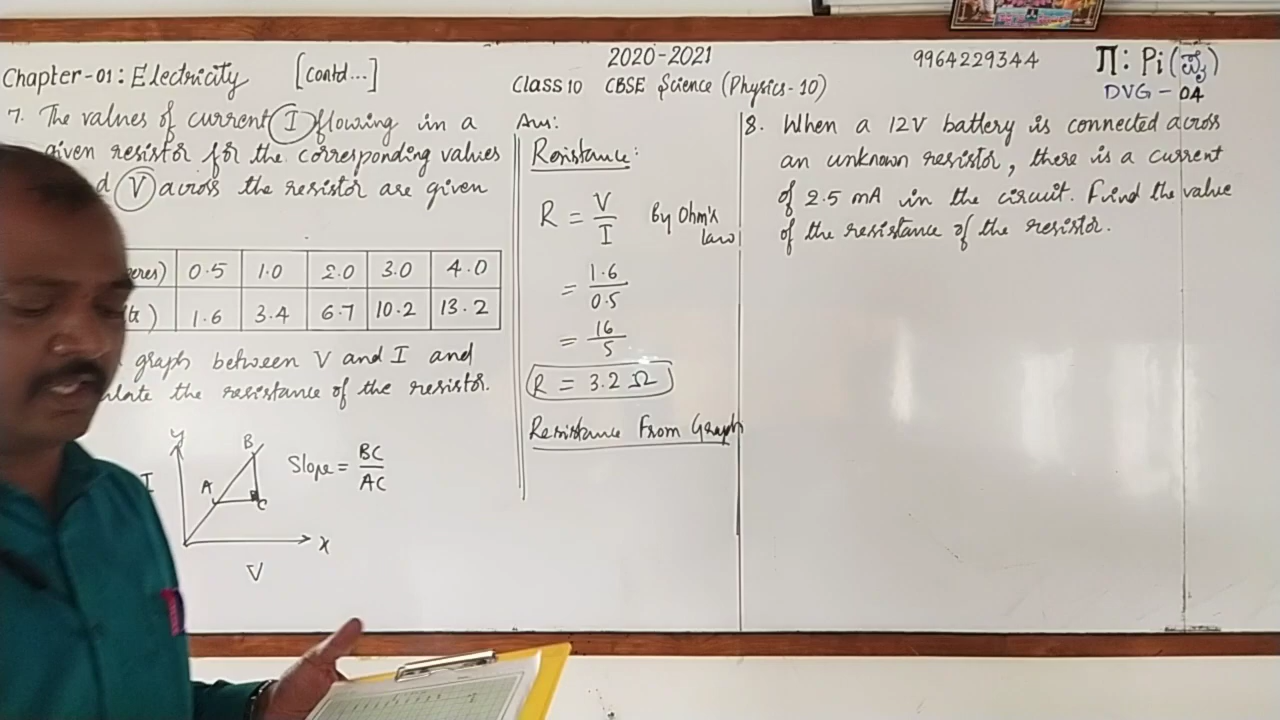 2020-2021
9964229344
Π: Pi (ಪೈ)
Chapter-01: Electricity [contd...]
Class 10 CBSE Science (Physics-10)
DVG - 04
7. The values of current I flowing in a
given resistor for the corresponding values
V across the resistor are given
0.5 1.0 2.0 3.0 4.0
1.6 3.4 6.7 10.2 13.2
graph between V and I and
the resistance of the resistor.
y
I
A
B
C
x
V
Slope = BC/AC
Ans:
Resistance:
R = V/I By Ohm's
law
= 1.6/0.5
= 16/5
R = 3.2 Ω
Resistance From Graph
8. When a 12V battery is connected across
an unknown resistor, there is a current
of 2.5 mA in the circuit. Find the value
of the resistance of the resistor.